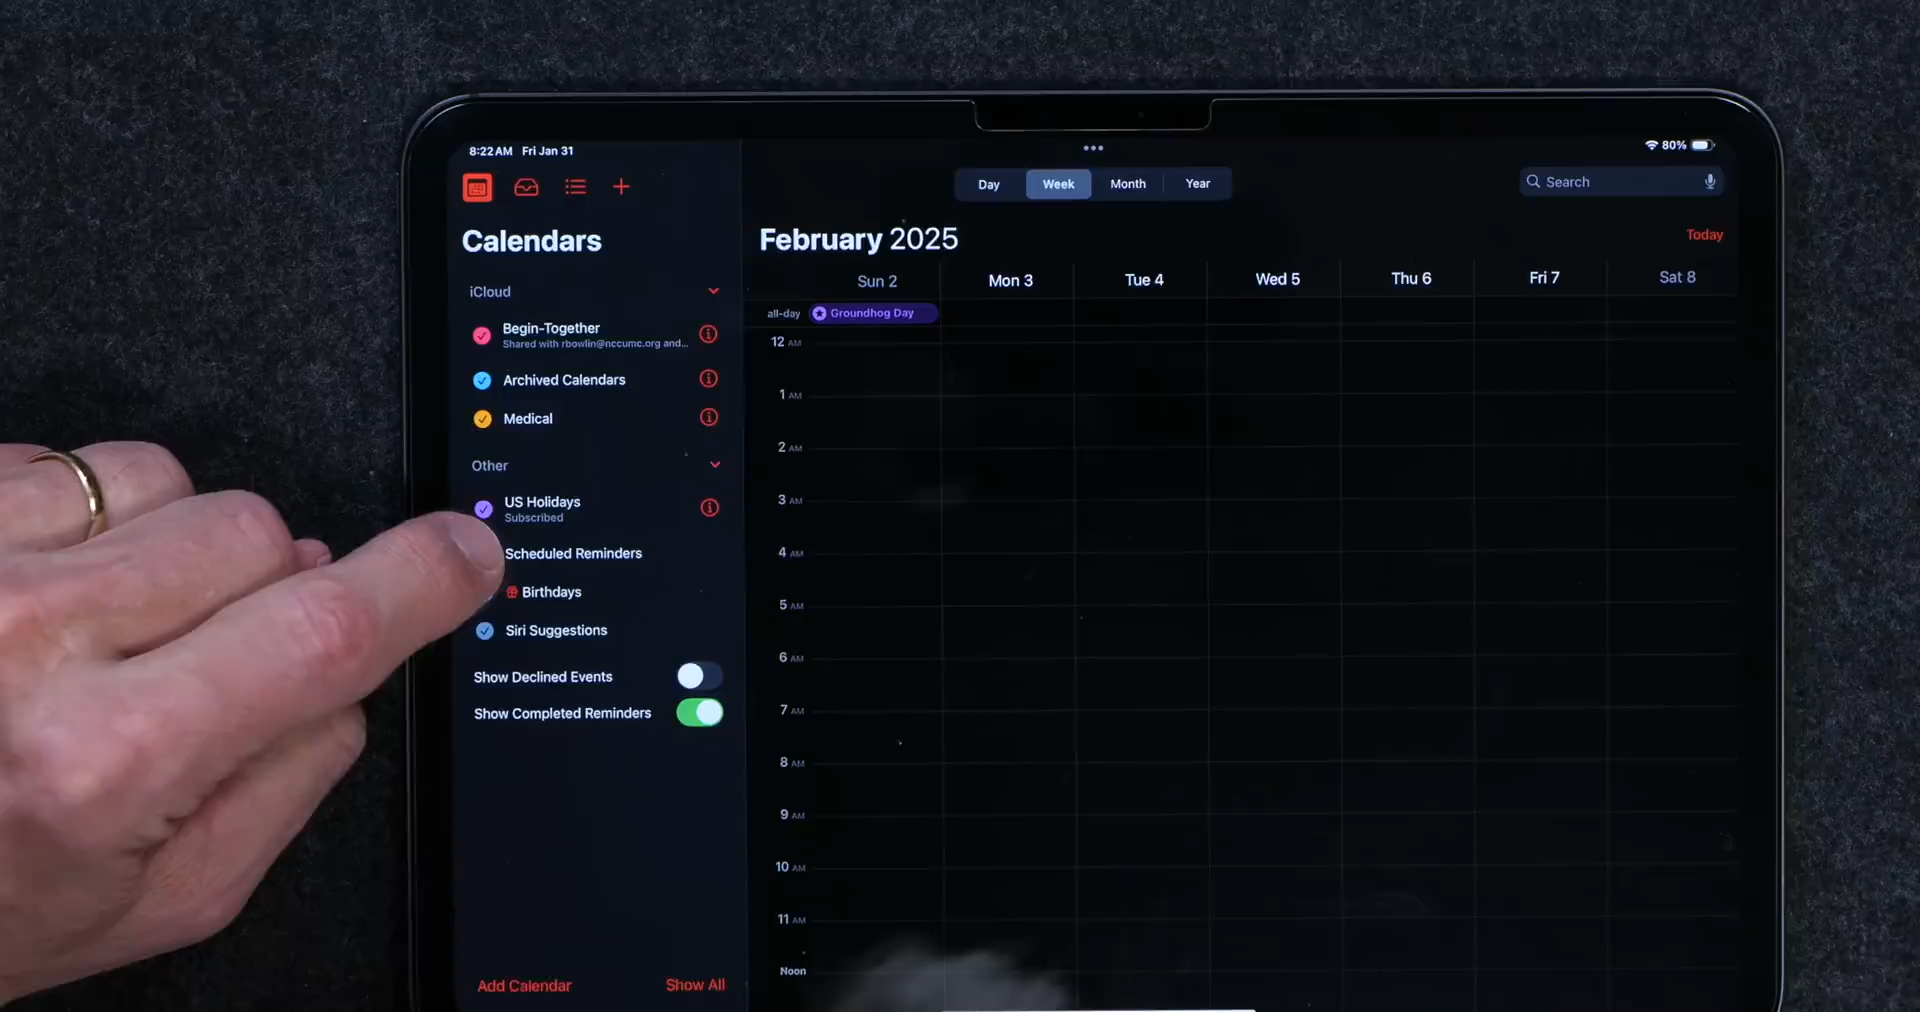 8:22 AM Fri Jan 31
80%
Day Week Month Year
Search
Calendars
February 2025
Today
iCloud
Sun 2 Mon 3 Tue 4 Wed 5 Thu 6 Fri 7 Sat 8
all-day Groundhog Day
Begin-Together
Shared with rbowlin@nccumc.org and...
Archived Calendars
Medical
Other
US Holidays
Subscribed
Scheduled Reminders
Birthdays
Siri Suggestions
Show Declined Events
Show Completed Reminders
Add Calendar Show All
12 AM
1 AM
2 AM
3 AM
4 AM
5 AM
6 AM
7 AM
8 AM
9 AM
10 AM
11 AM
Noon